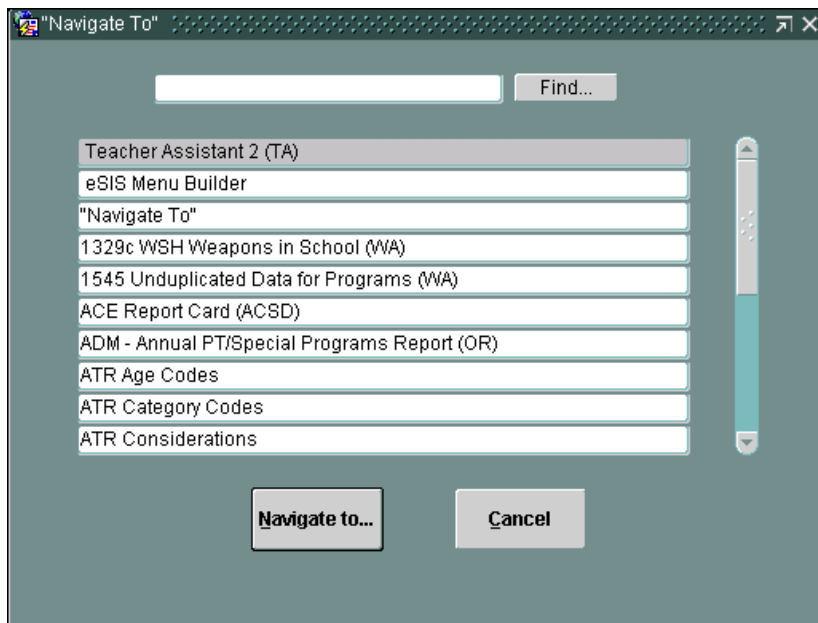 "Navigate To"
Find...
Teacher Assistant 2 (TA)
eSIS Menu Builder
"Navigate To"
1329c WSH Weapons in School (WA)
1545 Unduplicated Data for Programs (WA)
ACE Report Card (ACSD)
ADM - Annual PT/Special Programs Report (OR)
ATR Age Codes
ATR Category Codes
ATR Considerations
Navigate to... Cancel